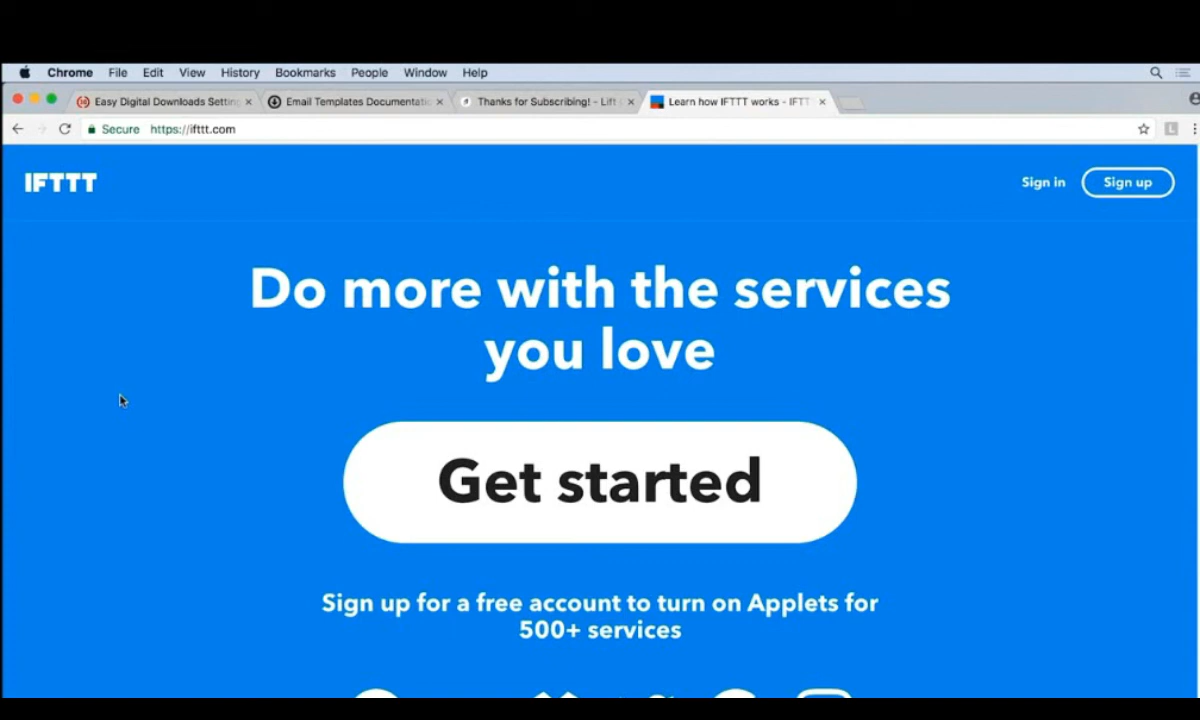 Chrome File Edit View History Bookmarks People Window Help
Easy Digital Downloads Settin Email Templates Documentati Thanks for Subscribing! - Lift Learn how IFTTT works - IFTT
Secure https://ifttt.com
IFTTT Sign in Sign up
Do more with the services
you love
Get started
Sign up for a free account to turn on Applets for
500+ services